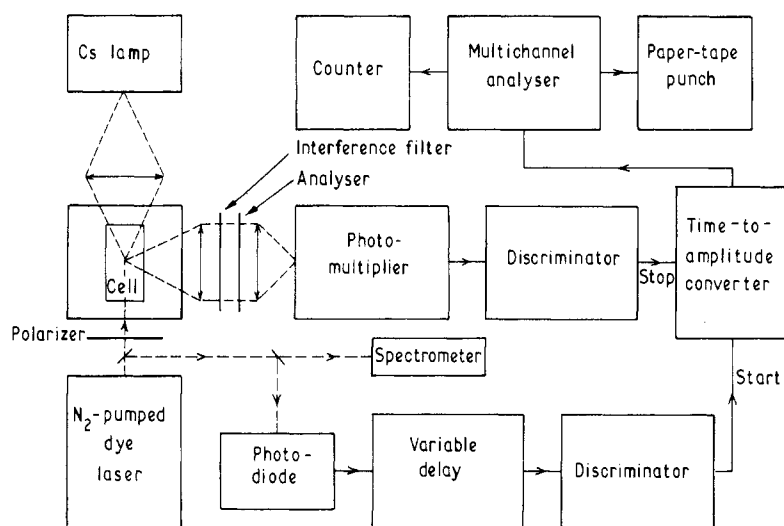 Cs lamp
Counter
Multichannel
analyser
Paper-tape
punch
Interference filter
Analyser
Cell
Photo-
multiplier
Discriminator
Stop
Time-to-
amplitude
converter
Polarizer
Spectrometer
Start
N₂-pumped
dye
laser
Photo-
diode
Variable
delay
Discriminator